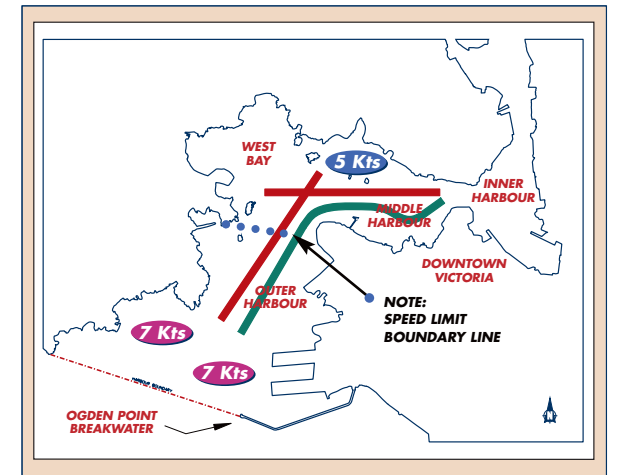 WEST
BAY
5 Kts
INNER
HARBOUR
MIDDLE
HARBOUR
DOWNTOWN
VICTORIA
OUTER
HARBOUR
NOTE:
SPEED LIMIT
BOUNDARY LINE
7 Kts
7 Kts
OGDEN POINT
BREAKWATER
N